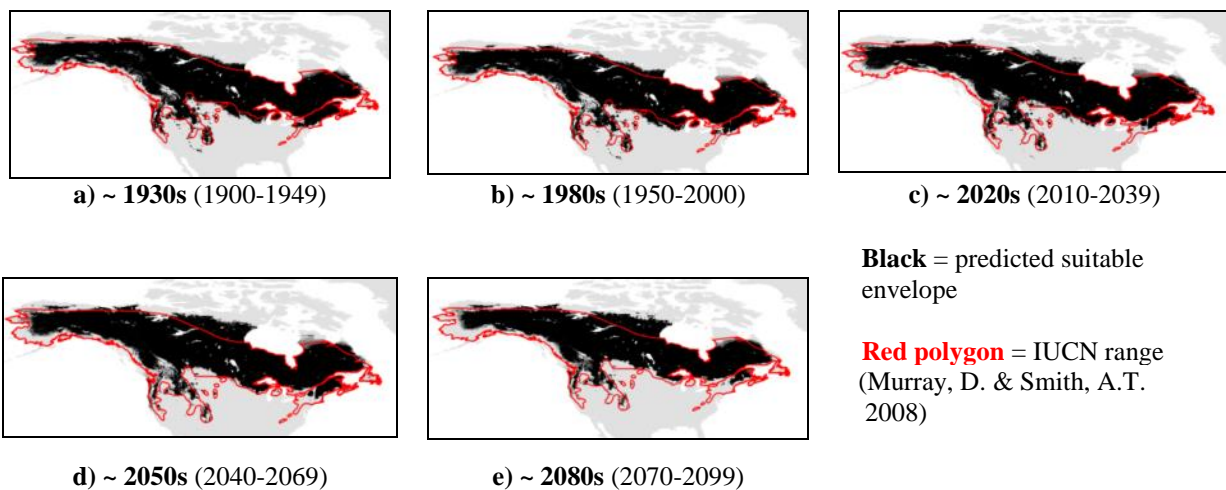 a) ~ 1930s (1900-1949)
b) ~ 1980s (1950-2000)
c) ~ 2020s (2010-2039)
Black = predicted suitable
envelope
Red polygon = IUCN range
(Murray, D. & Smith, A.T.
2008)
d) ~ 2050s (2040-2069)
e) ~ 2080s (2070-2099)